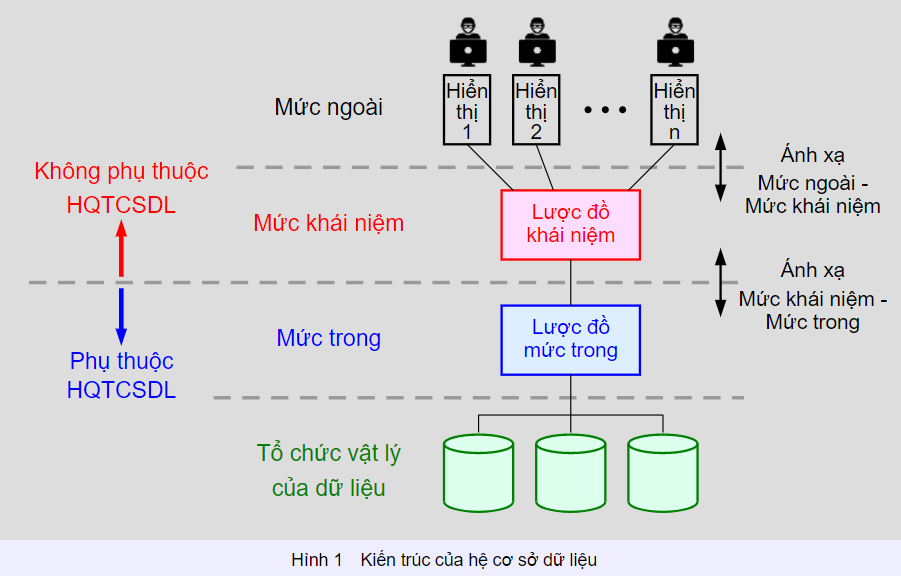 Mức ngoài
Hiển
thị
1
Hiển
thị
2
Hiển
thị
n
Không phụ thuộc
HQTCSDL
Mức khái niệm
Lược đồ
khái niệm
Ánh xạ
Mức ngoài -
Mức khái niệm
Ánh xạ
Mức khái niệm -
Mức trong
Mức trong
Lược đồ
mức trong
Phụ thuộc
HQTCSDL
Tổ chức vật lý
của dữ liệu
Hình 1 Kiến trúc của hệ cơ sở dữ liệu